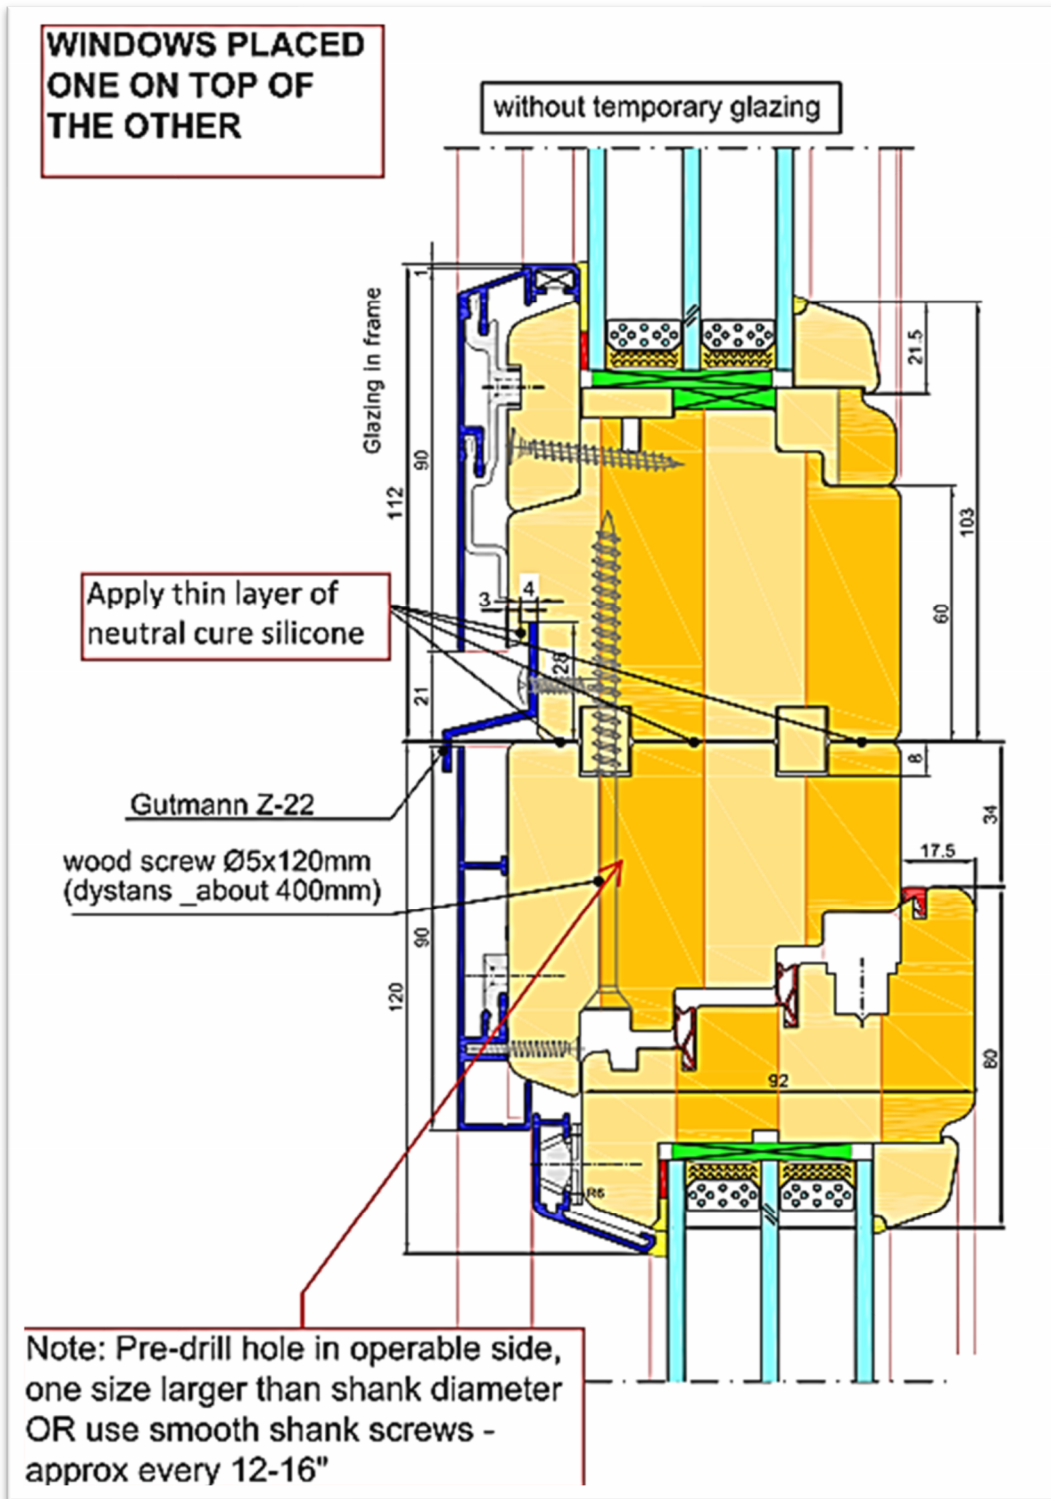 WINDOWS PLACED
ONE ON TOP OF
THE OTHER
without temporary glazing
1
Glazing in frame
21.5
90
112
103
Apply thin layer of
neutral cure silicone
3
4
60
28
21
8
Gutmann Z-22
34
wood screw Ø5x120mm
(dystans _about 400mm)
17.5
90
120
80
92
R6
Note: Pre-drill hole in operable side,
one size larger than shank diameter
OR use smooth shank screws -
approx every 12-16"